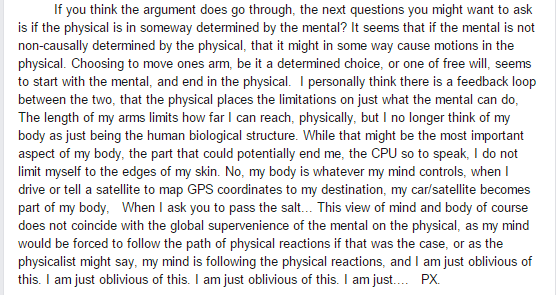 If you think the argument does go through, the next questions you might want to ask
is if the physical is in someway determined by the mental? It seems that if the mental is not
non-causally determined by the physical, that it might in some way cause motions in the
physical. Choosing to move ones arm, be it a determined choice, or one of free will, seems
to start with the mental, and end in the physical.  I personally think there is a feedback loop
between the two, that the physical places the limitations on just what the mental can do,
The length of my arms limits how far I can reach, physically, but I no longer think of my
body as just being the human biological structure. While that might be the most important
aspect of my body, the part that could potentially end me, the CPU so to speak, I do not
limit myself to the edges of my skin. No, my body is whatever my mind controls, when I
drive or tell a satellite to map GPS coordinates to my destination, my car/satellite becomes
part of my body,   When I ask you to pass the salt... This view of mind and body of course
does not coincide with the global supervenience of the mental on the physical, as my mind
would be forced to follow the path of physical reactions if that was the case, or as the
physicalist might say, my mind is following the physical reactions, and I am just oblivious of
this. I am just oblivious of this. I am just oblivious of this. I am just....   PX.